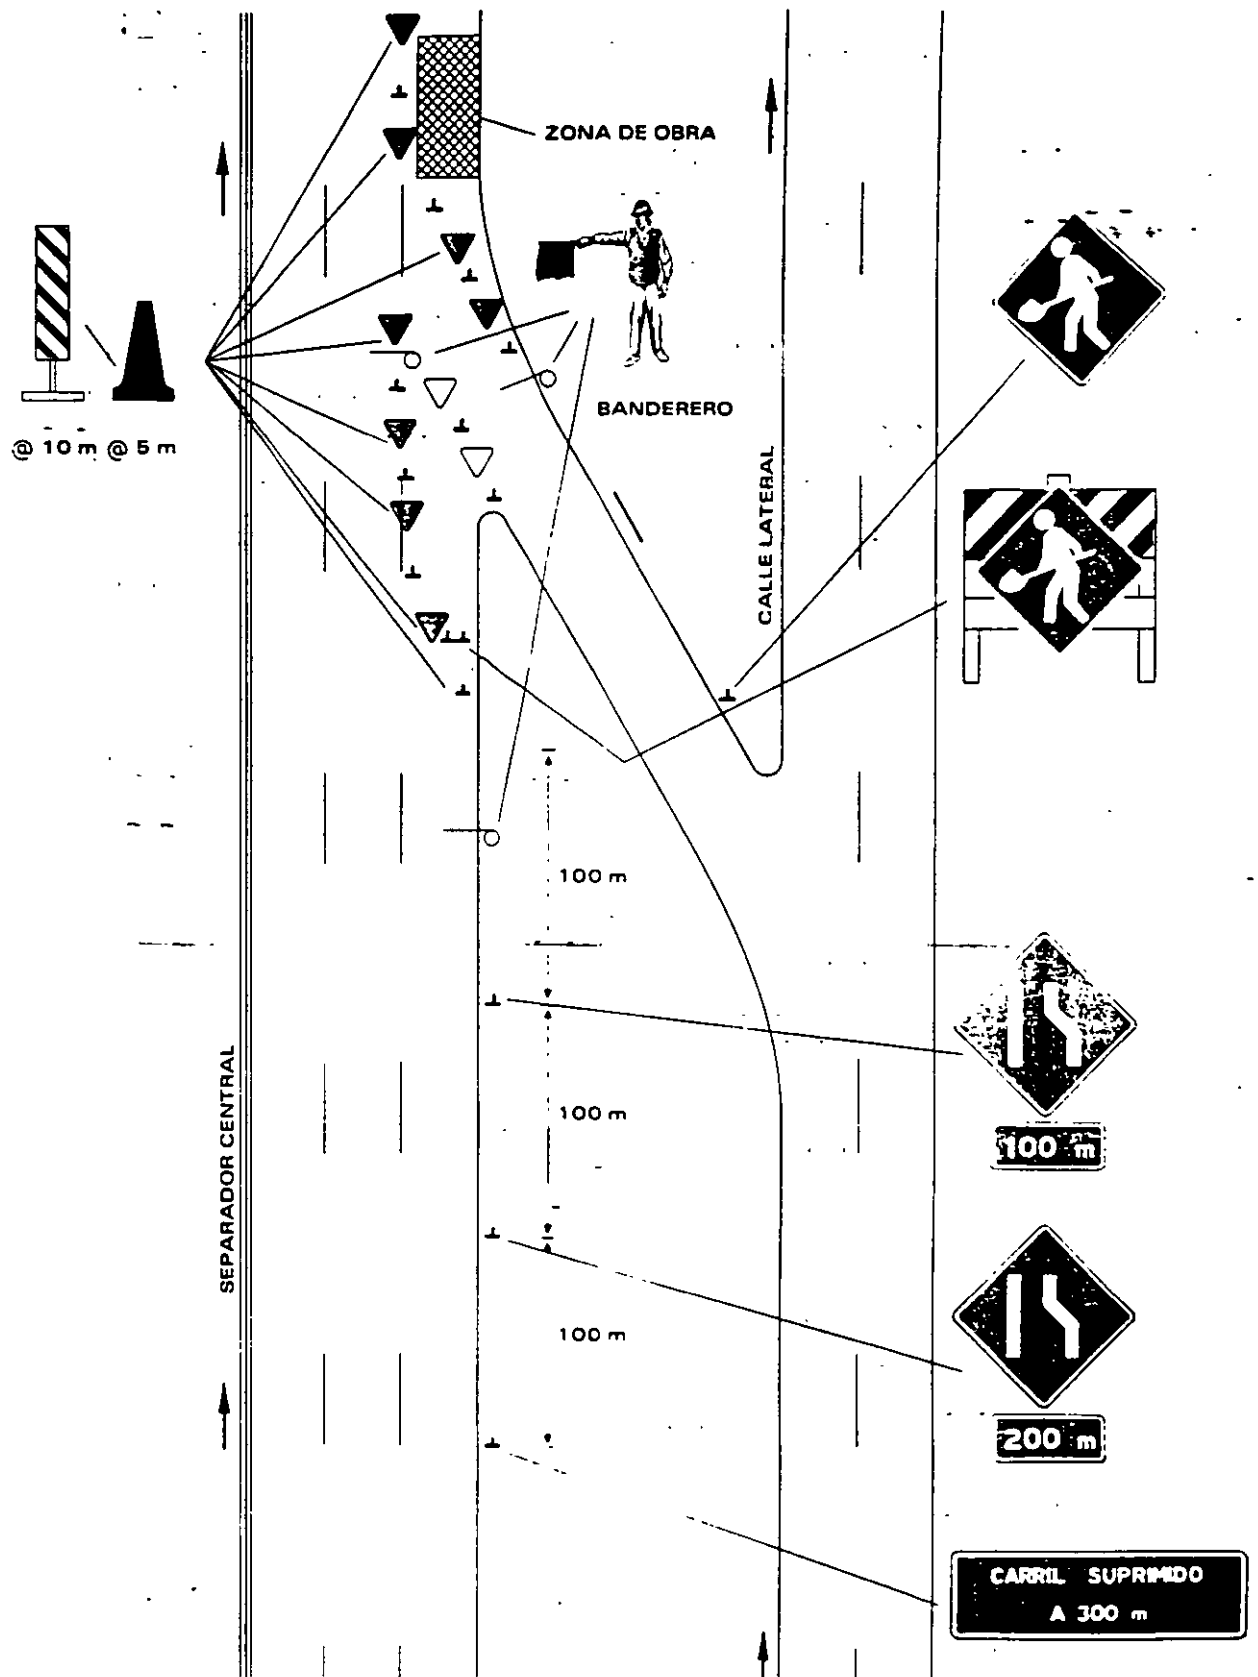 ZONA DE OBRA
BANDERERO
@ 10 m @ 5 m
CALLE LATERAL
100 m
SEPARADOR CENTRAL
100 m
100 m
100 m
200 m
CARRIL SUPRIMIDO
A 300 m